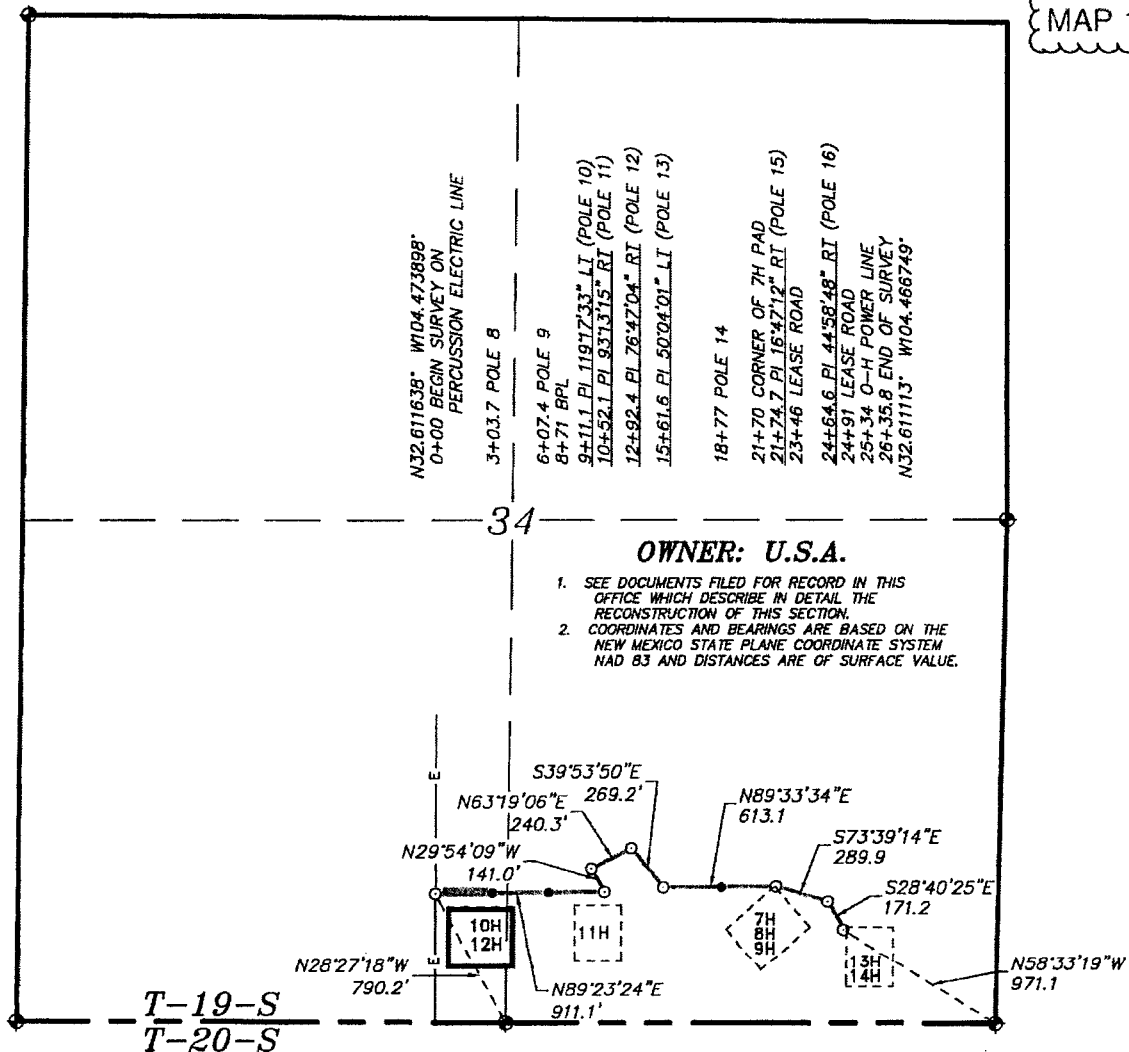 MAP 1
N32.611638° W104.473898°
0+00 BEGIN SURVEY ON
PERCUSSION ELECTRIC LINE
3+03.7 POLE 8
6+07.4 POLE 9
8+71 BPL
9+11.1 PI 119°17'33" LT (POLE 10)
10+52.1 PI 93°13'15" RT (POLE 11)
12+92.4 PI 76°47'04" RT (POLE 12)
15+61.6 PI 50°04'01" LT (POLE 13)
18+77 POLE 14
21+70 CORNER OF 7H PAD
21+74.7 PI 16°47'12" RT (POLE 15)
23+46 LEASE ROAD
24+64.6 PI 44°58'48" RT (POLE 16)
24+91 LEASE ROAD
25+34 O-H POWER LINE
26+35.8 END OF SURVEY
N32.611113° W104.466749°
34
OWNER: U.S.A.
1. SEE DOCUMENTS FILED FOR RECORD IN THIS
OFFICE WHICH DESCRIBE IN DETAIL THE
RECONSTRUCTION OF THIS SECTION.
2. COORDINATES AND BEARINGS ARE BASED ON THE
NEW MEXICO STATE PLANE COORDINATE SYSTEM
NAD 83 AND DISTANCES ARE OF SURFACE VALUE.
E
S39°53'50"E
269.2'
N63°19'06"E
240.3'
N89°33'34"E
613.1
S73°39'14"E
289.9
N29°54'09"W
141.0'
S28°40'25"E
171.2
10H
12H
11H
7H
8H
9H
13H
14H
E
N28°27'18"W
790.2'
N89°23'24"E
911.1'
N58°33'19"W
971.1
T-19-S
T-20-S